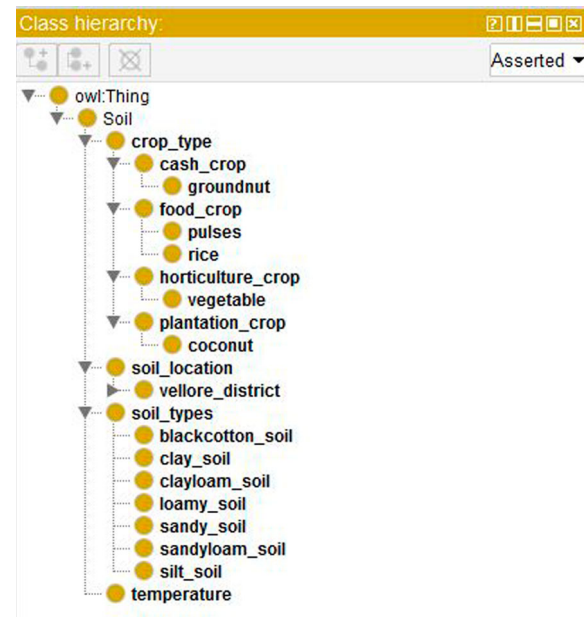 Class hierarchy:
Asserted
owl:Thing
Soil
crop_type
cash_crop
groundnut
food_crop
pulses
rice
horticulture_crop
vegetable
plantation_crop
coconut
soil_location
vellore_district
soil_types
blackcotton_soil
clay_soil
clayloam_soil
loamy_soil
sandy_soil
sandyloam_soil
silt_soil
temperature